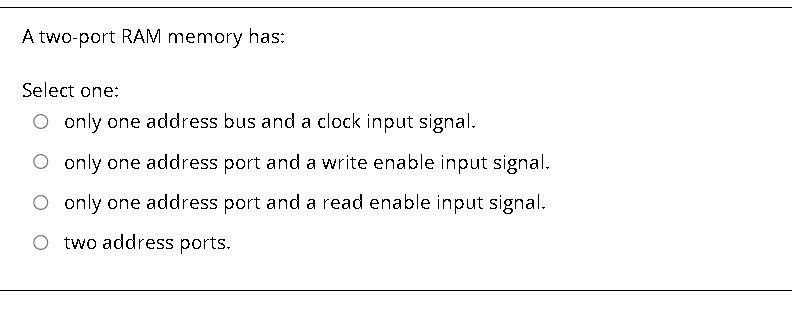 A two-port RAM memory has:
Select one:
only one address bus and a clock input signal.
only one address port and a write enable input signal.
only one address port and a read enable input signal.
two address ports.